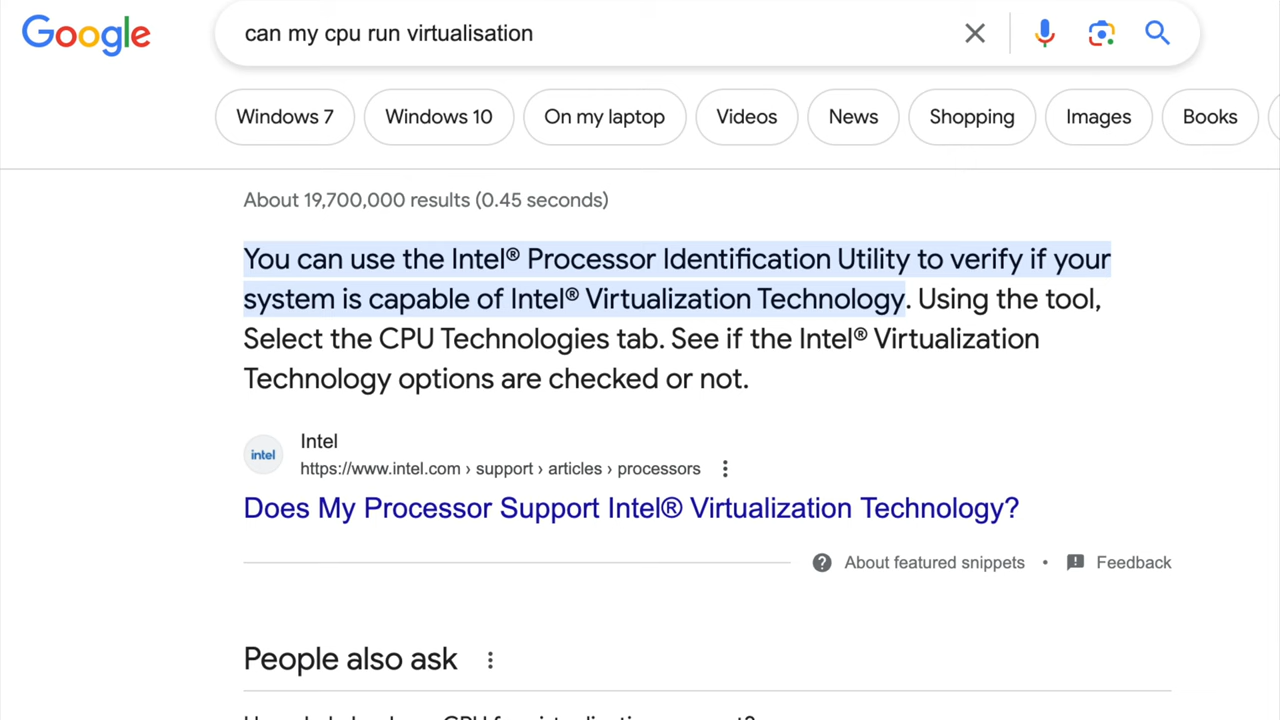 Google
can my cpu run virtualisation
Windows 7 Windows 10 On my laptop Videos News Shopping Images Books
About 19,700,000 results (0.45 seconds)
You can use the Intel® Processor Identification Utility to verify if your
system is capable of Intel® Virtualization Technology. Using the tool,
Select the CPU Technologies tab. See if the Intel® Virtualization
Technology options are checked or not.
intel
Intel
https://www.intel.com › support › articles › processors
Does My Processor Support Intel® Virtualization Technology?
About featured snippets • Feedback
People also ask